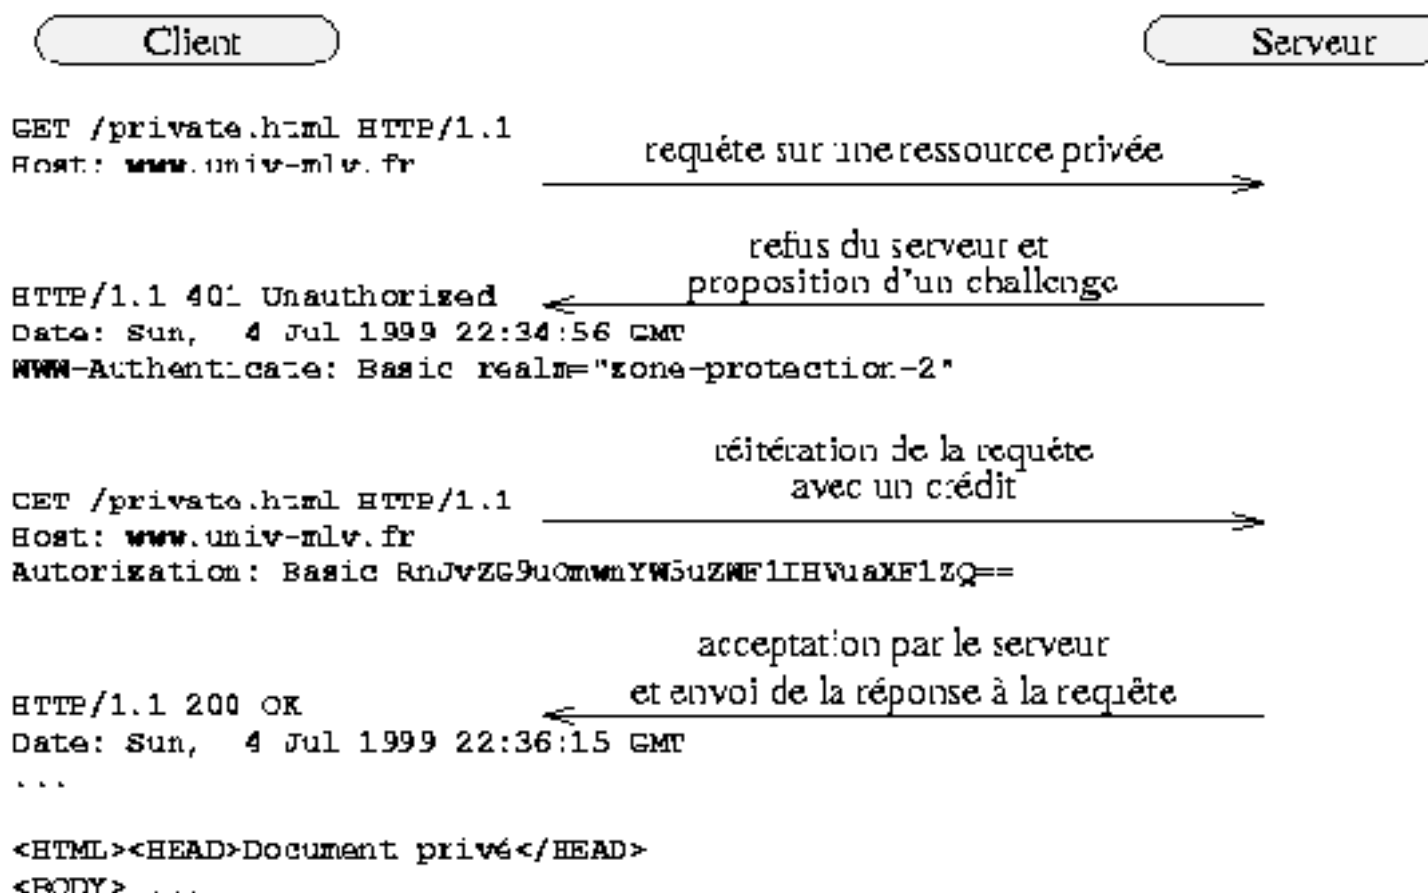 Client
Serveur
GET /private.html HTTP/1.1
Host: www.univ-mlv.fr
requête sur une ressource privée
refus du serveur et
proposition d'un challenge
HTTP/1.1 401 Unauthorized
Date: Sun, 4 Jul 1999 22:34:56 GMT
WWW-Authenticate: Basic realm="zone-protection-2"
réitération de la requête
avec un crédit
GET /private.html HTTP/1.1
Host: www.univ-mlv.fr
Autorization: Basic
acceptation par le serveur
et envoi de la réponse à la requête
HTTP/1.1 200 OK
Date: Sun, 4 Jul 1999 22:36:15 GMT
...
<HTML><HEAD>Document privé</HEAD>
<BODY> ...